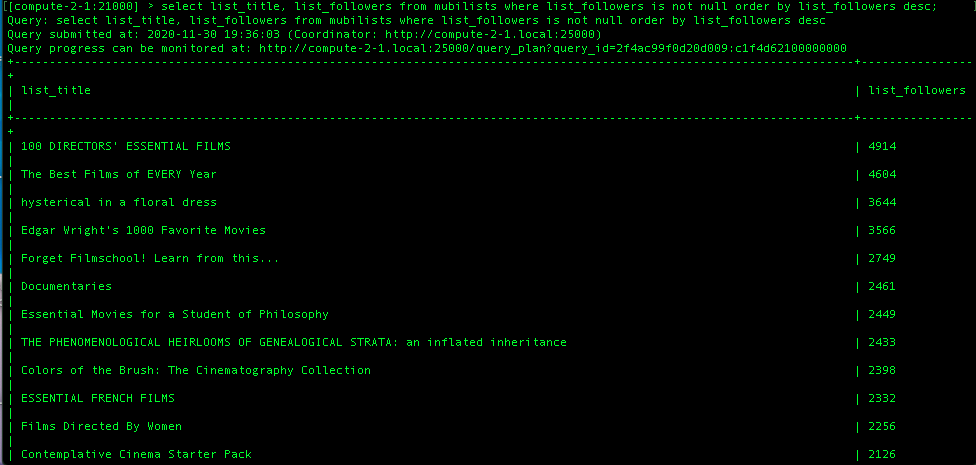 [[compute-2-1:21000] > select list_title, list_followers from mubilists where list_followers is not null order by list_followers desc;
Query: select list_title, list_followers from mubilists where list_followers is not null order by list_followers desc
Query submitted at: 2020-11-30 19:36:03 (Coordinator: http://compute-2-1.local:25000)
Query progress can be monitored at: http://compute-2-1.local:25000/query_plan?query_id=2f4ac99f0d20d009:c1f4d62100000000
| list_title | list_followers
| 100 DIRECTORS' ESSENTIAL FILMS | 4914
| The Best Films of EVERY Year | 4604
| hysterical in a floral dress | 3644
| Edgar Wright's 1000 Favorite Movies | 3566
| Forget Filmschool! Learn from this... | 2749
| Documentaries | 2461
| Essential Movies for a Student of Philosophy | 2449
| THE PHENOMENOLOGICAL HEIRLOOMS OF GENEALOGICAL STRATA: an inflated inheritance | 2433
| Colors of the Brush: The Cinematography Collection | 2398
| ESSENTIAL FRENCH FILMS | 2332
| Films Directed By Women | 2256
| Contemplative Cinema Starter Pack | 2126